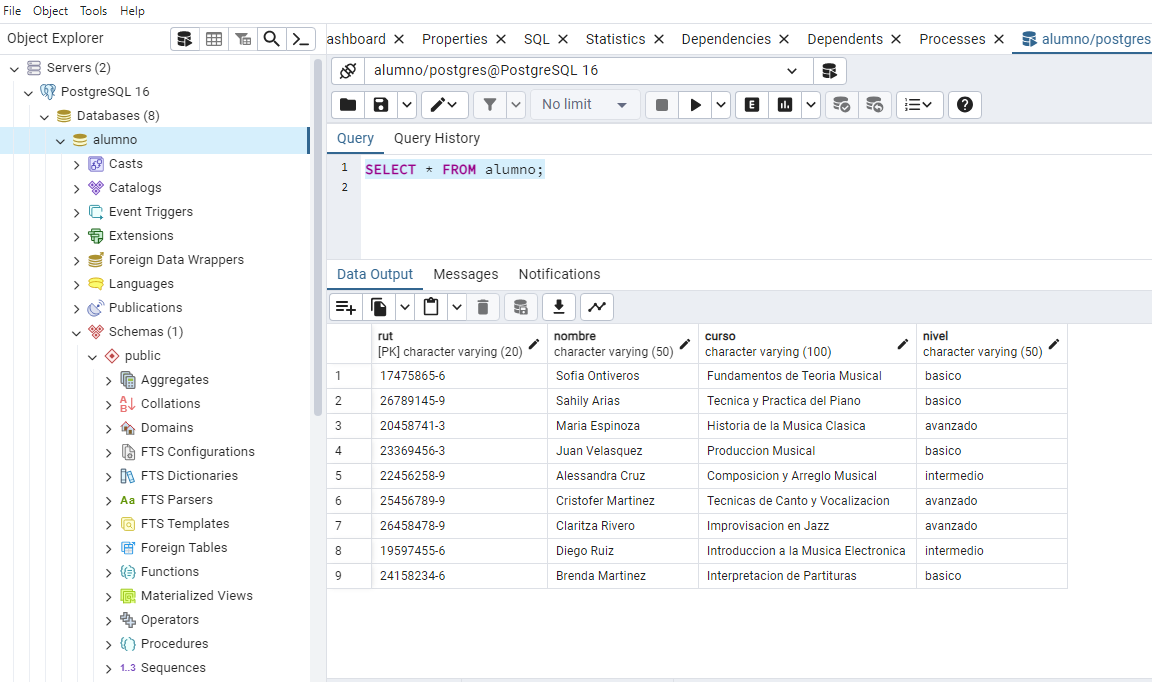 File Object Tools Help
Object Explorer
ashboard Properties SQL Statistics Dependencies Dependents Processes alumno/postgres
Servers (2)
PostgreSQL 16
Databases (8)
alumno
Casts
Catalogs
Event Triggers
Extensions
Foreign Data Wrappers
Languages
Publications
Schemas (1)
public
Aggregates
Collations
Domains
FTS Configurations
FTS Dictionaries
Aa FTS Parsers
FTS Templates
Foreign Tables
Functions
Materialized Views
Operators
Procedures
1..3 Sequences
alumno/postgres@PostgreSQL 16
No limit
E
Query Query History
1 SELECT * FROM alumno;
2
Data Output Messages Notifications
rut nombre curso nivel
[PK] character varying (20) character varying (50) character varying (100) character varying (50)
1 17475865-6 Sofia Ontiveros Fundamentos de Teoria Musical basico
2 26789145-9 Sahily Arias Tecnica y Practica del Piano basico
3 20458741-3 Maria Espinoza Historia de la Musica Clasica avanzado
4 23369456-3 Juan Velasquez Produccion Musical basico
5 22456258-9 Alessandra Cruz Composicion y Arreglo Musical intermedio
6 25456789-9 Cristofer Martinez Tecnicas de Canto y Vocalizacion avanzado
7 26458478-9 Claritza Rivero Improvisacion en Jazz avanzado
8 19597455-6 Diego Ruiz Introduccion a la Musica Electronica intermedio
9 24158234-6 Brenda Martinez Interpretacion de Partituras basico